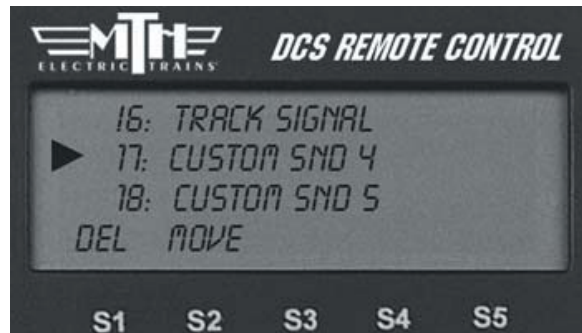 MTH
ELECTRIC TRAINS
DCS REMOTE CONTROL
16: TRACK SIGNAL
17: CUSTOM SND 4
18: CUSTOM SND 5
DEL MOVE
S1 S2 S3 S4 S5